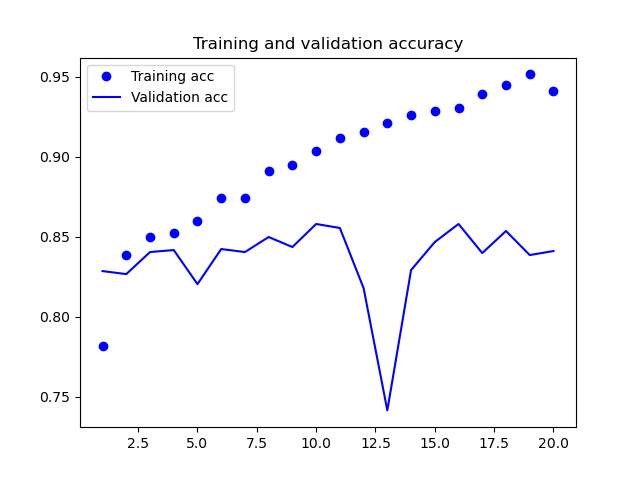 Training and validation accuracy
Training acc
Validation acc
0.95
0.90
0.85
0.80
0.75
2.5 5.0 7.5 10.0 12.5 15.0 17.5 20.0